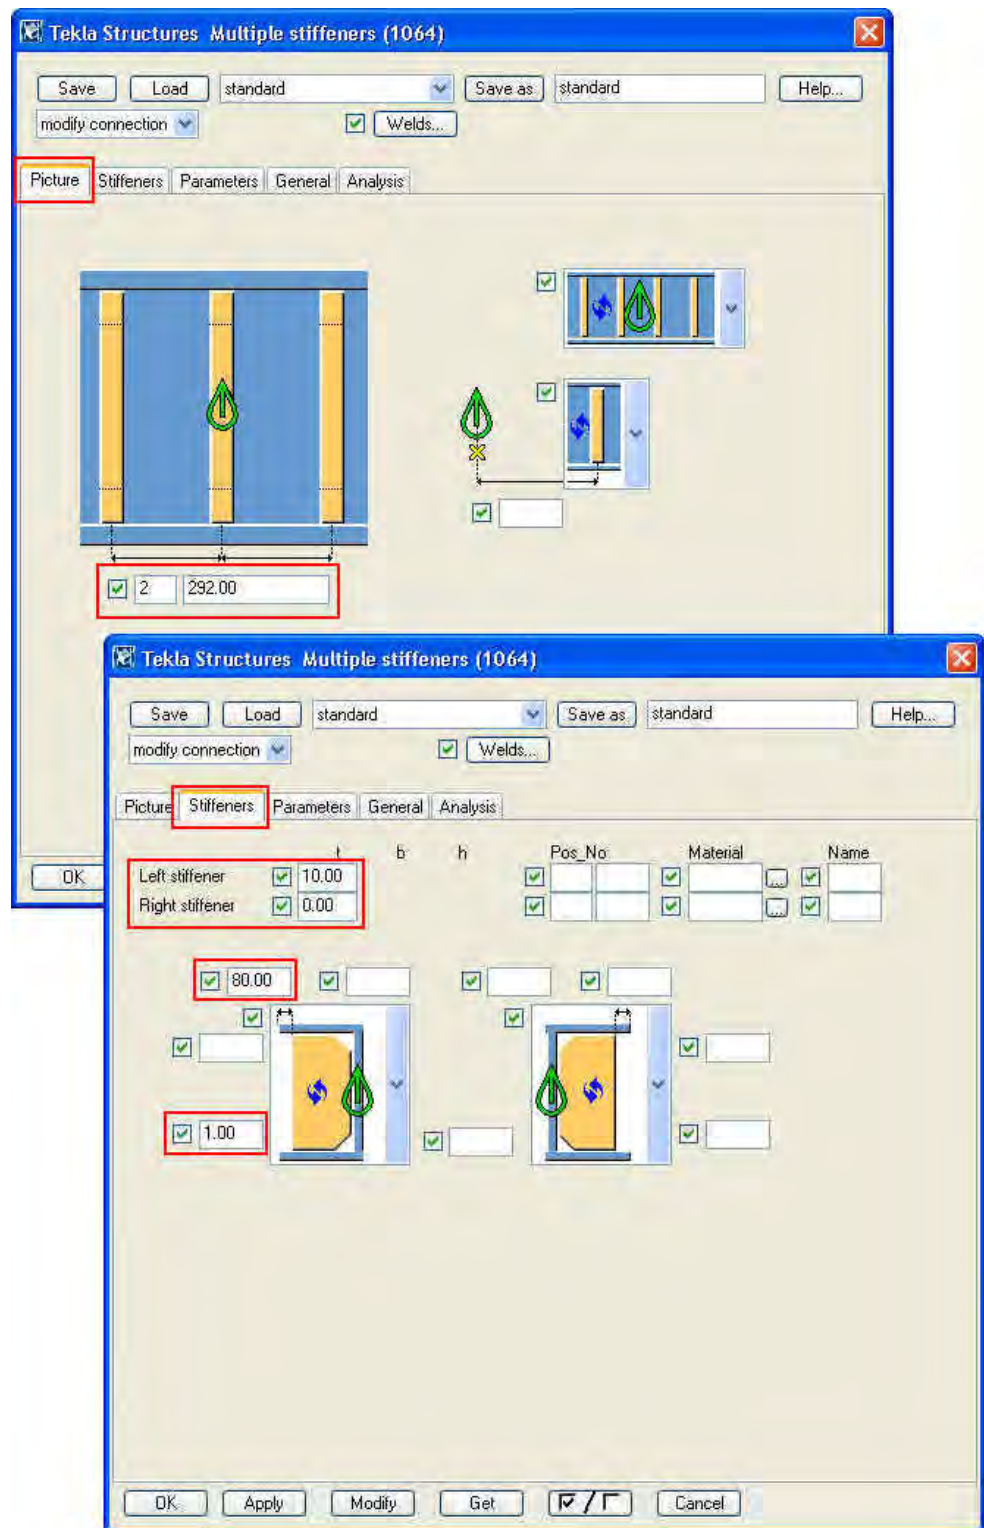 Tekla Structures Multiple stiffeners (1064)
Save Load standard Save as standard Help...
modify connection Welds...
Picture Stiffeners Parameters General Analysis
2 292.00
OK
Tekla Structures Multiple stiffeners (1064)
Save Load standard Save as standard Help...
modify connection Welds...
Picture Stiffeners Parameters General Analysis
t b h Pos_No Material Name
Left stiffener 10.00 ...
Right stiffener 0.00 ...
80.00
1.00
OK Apply Modify Get / Cancel